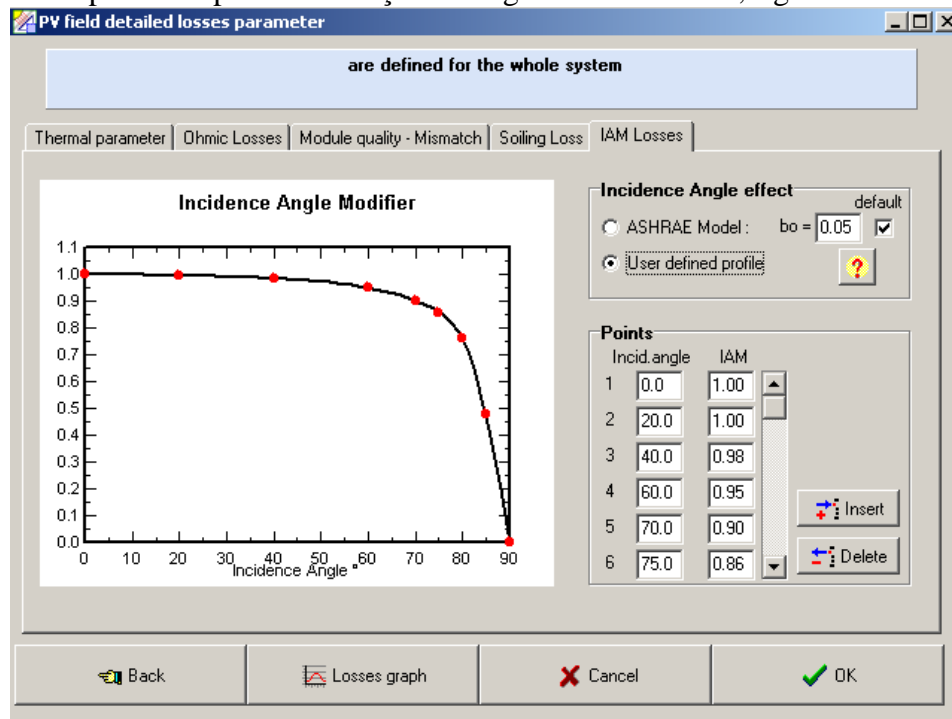 PV field detailed losses parameter
are defined for the whole system
Thermal parameter Ohmic Losses Module quality - Mismatch Soiling Loss IAM Losses
Incidence Angle Modifier
1.1
1.0
0.9
0.8
0.7
0.6
0.5
0.4
0.3
0.2
0.1
0.0
0 10 20 30 40 50 60 70 80 90
Incidence Angle °
Incidence Angle effect
default
ASHRAE Model : bo = 0.05
User defined profile
?
Points
Incid.angle IAM
1 0.0 1.00
2 20.0 1.00
3 40.0 0.98
4 60.0 0.95
5 70.0 0.90
6 75.0 0.86
Insert
Delete
Back Losses graph Cancel OK